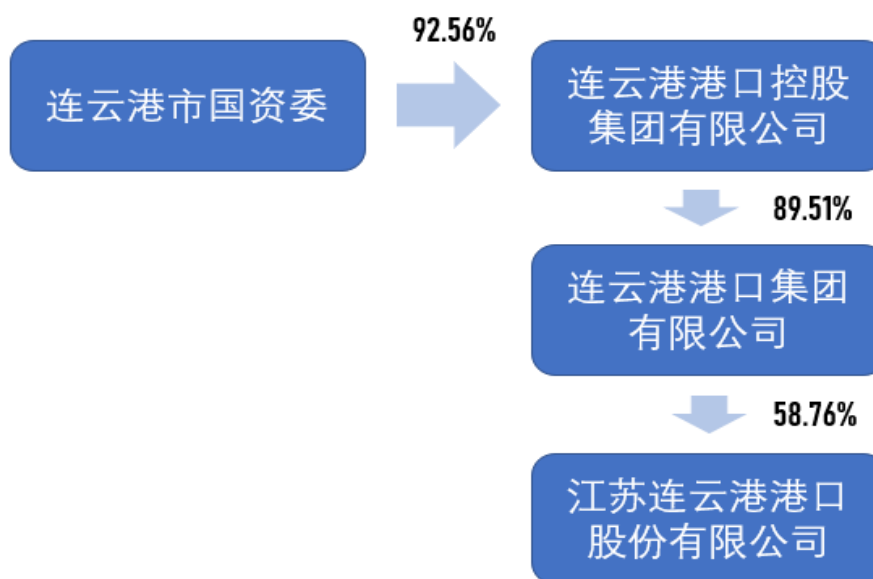 92.56%
连云港市国资委
连云港港口控股
集团有限公司
89.51%
连云港港口集团
有限公司
58.76%
江苏连云港港口
股份有限公司